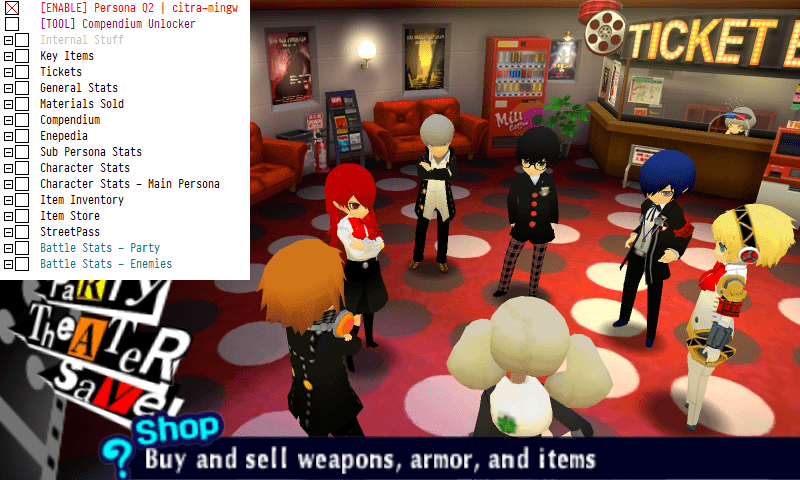 [ENABLE] Persona Q2 | citra-mingw
[TOOL] Compendium Unlocker
Internal Stuff
Key Items
Tickets
General Stats
Materials Sold
Compendium
Enepedia
Sub Persona Stats
Character Stats
Character Stats - Main Persona
Item Inventory
Item Store
StreetPass
Battle Stats - Party
Battle Stats - Enemies
TICKET
Party
TheATeR
SaVe!
Shop
?
Buy and sell weapons, armor, and items